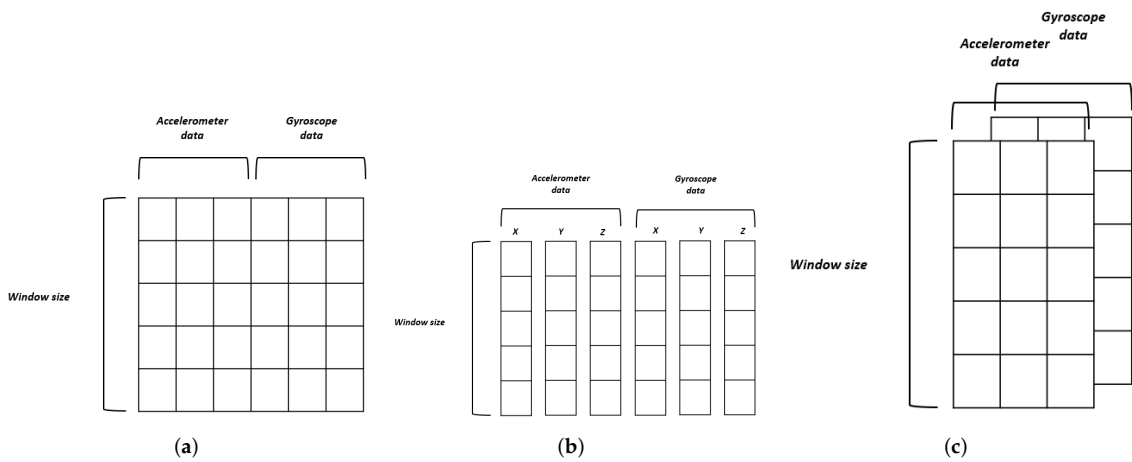 Accelerometer
data
Gyroscope
data
Window size
(a)
Accelerometer
data
Gyroscope
data
X Y Z X Y Z
Window size
(b)
Gyroscope
data
Accelerometer
data
Window size
(c)